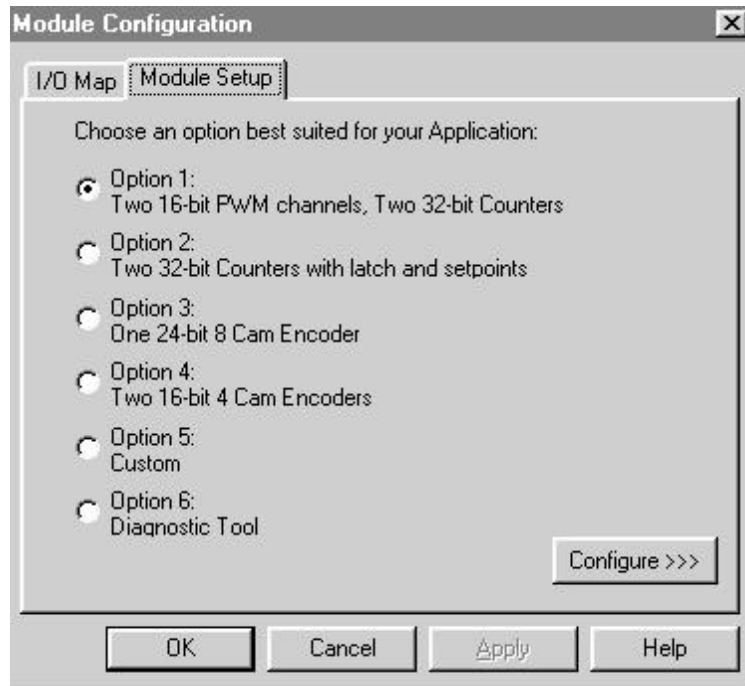 Module Configuration
I/O Map
Module Setup
Choose an option best suited for your Application:
Option 1:
Two 16-bit PWM channels, Two 32-bit Counters
Option 2:
Two 32-bit Counters with latch and setpoints
Option 3:
One 24-bit 8 Cam Encoder
Option 4:
Two 16-bit 4 Cam Encoders
Option 5:
Custom
Option 6:
Diagnostic Tool
Configure >>>
OK
Cancel
Apply
Help